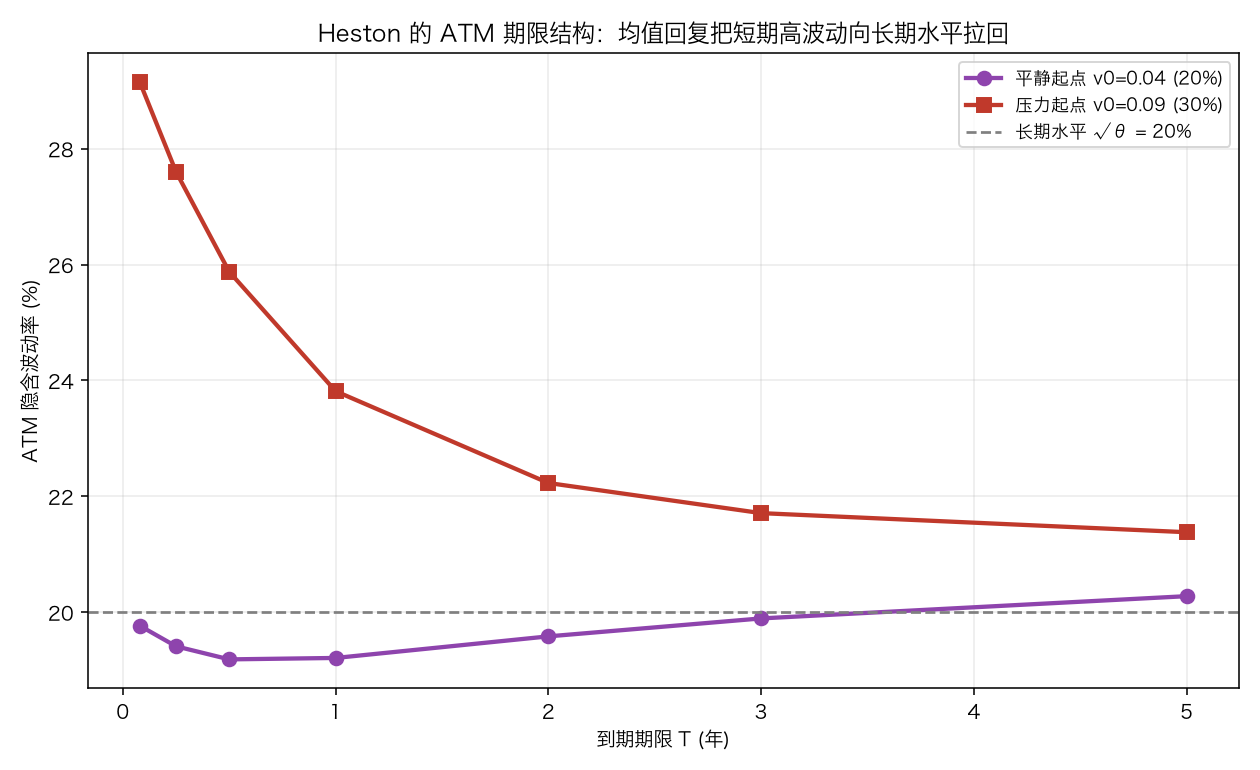 Heston 的 ATM 期限结构：均值回复把短期高波动向长期水平拉回
平静起点 v0=0.04 (20%)
压力起点 v0=0.09 (30%)
长期水平 √θ = 20%
ATM 隐含波动率 (%)
28
26
24
22
20
0 1 2 3 4 5
到期期限 T (年)